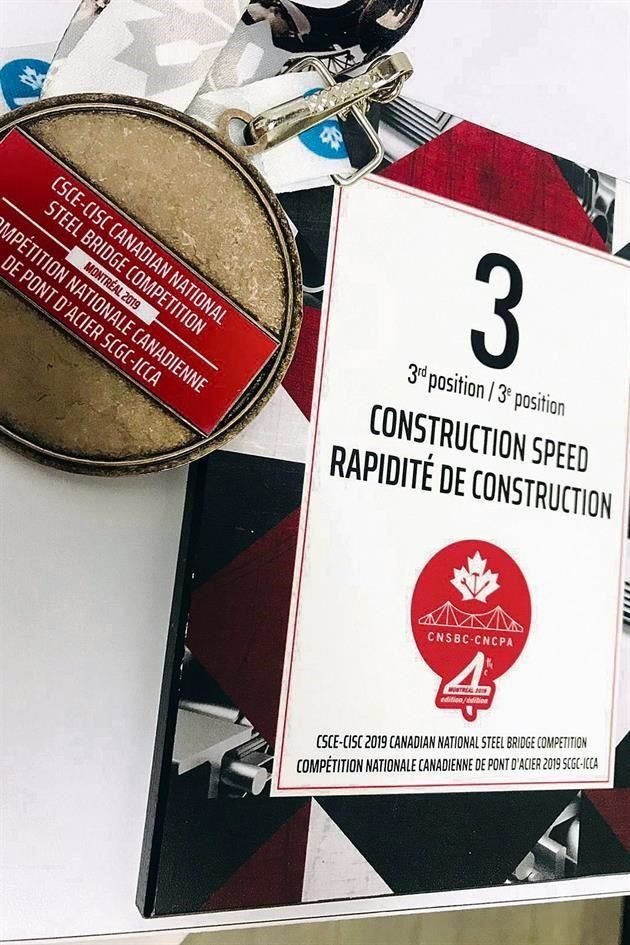 CSCE-CISC CANADIAN NATIONAL
STEEL BRIDGE COMPETITION
MONTRÉAL 2019
COMPÉTITION NATIONALE CANADIENNE
DE PONT D'ACIER SCGC-ICCA
3
3rd position / 3e position
CONSTRUCTION SPEED
RAPIDITÉ DE CONSTRUCTION
CNSBC-CNCPA
4th/e
MONTRÉAL 2019
edition/édition
CSCE-CISC 2019 CANADIAN NATIONAL STEEL BRIDGE COMPETITION
COMPÉTITION NATIONALE CANADIENNE DE PONT D'ACIER 2019 SCGC-ICCA